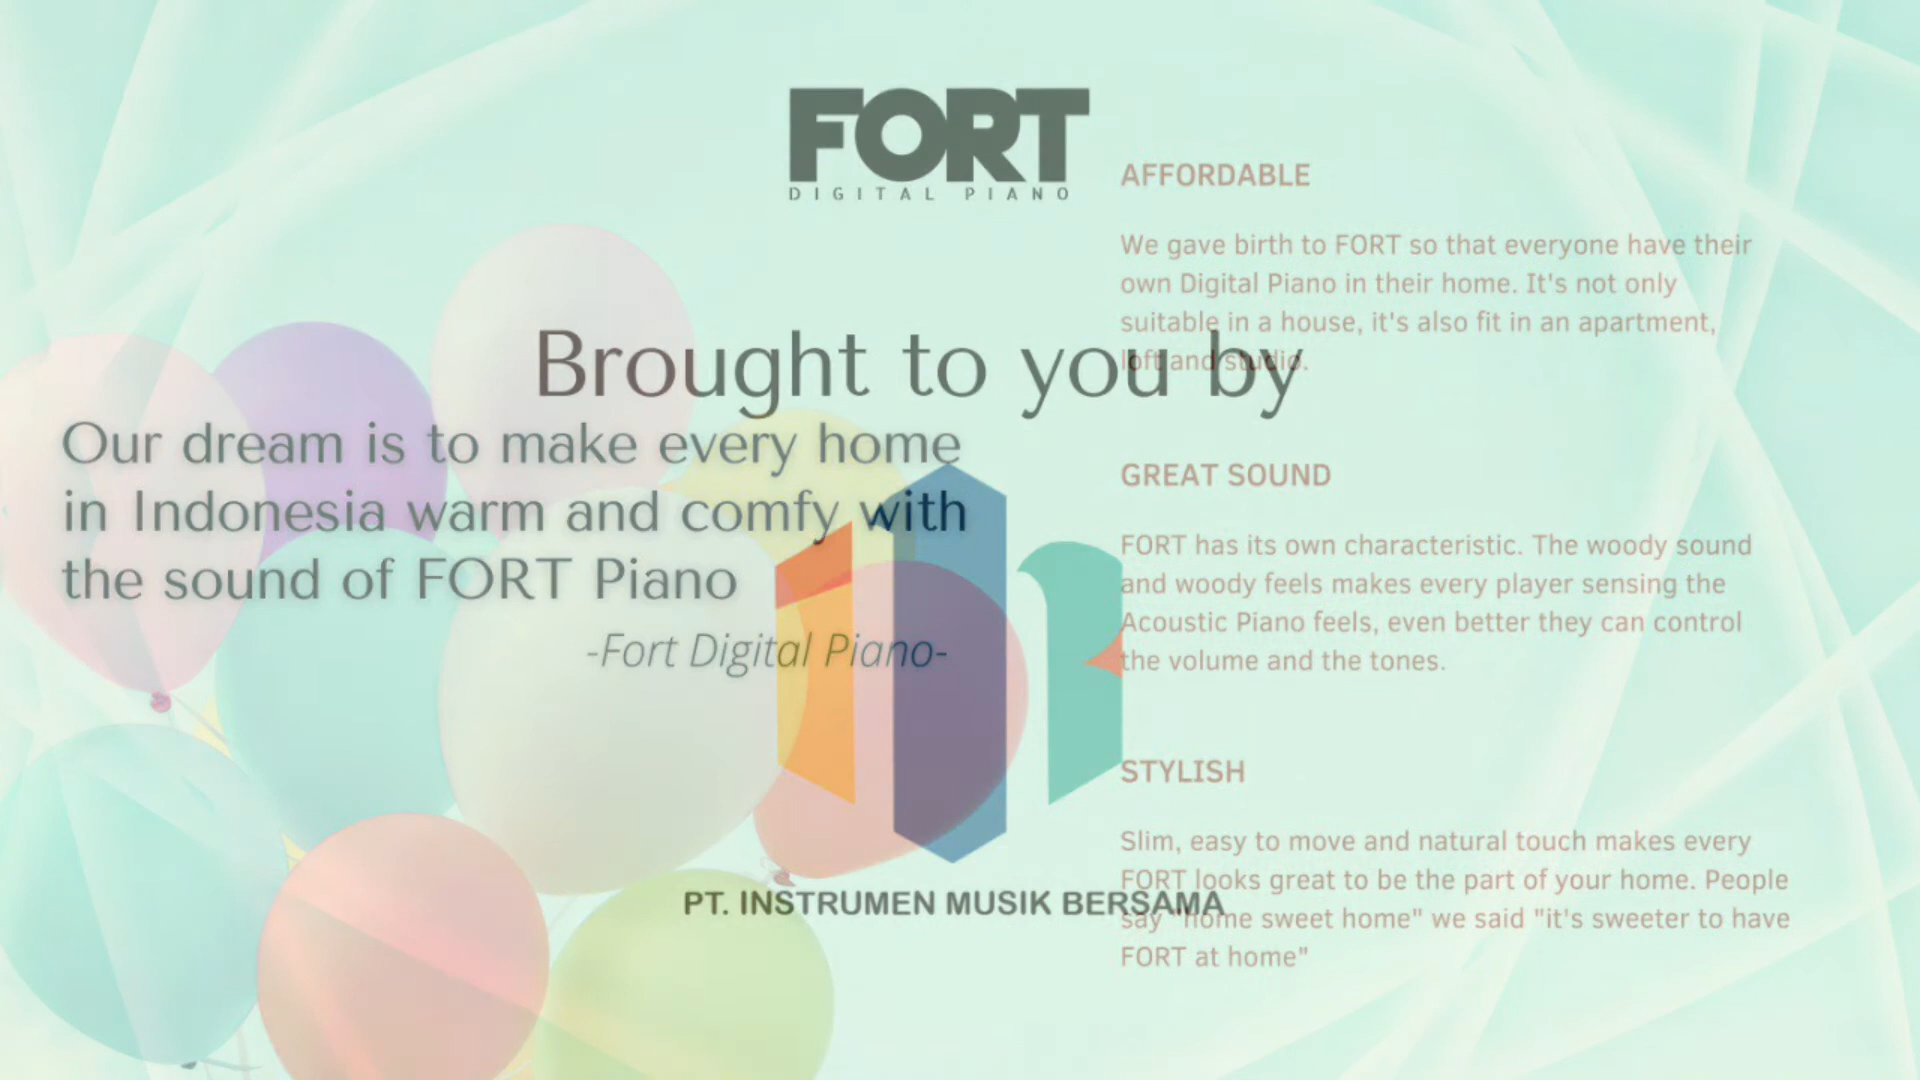 FORT
DIGITAL PIANO
Brought to you by
Our dream is to make every home
in Indonesia warm and comfy with
the sound of FORT Piano
-Fort Digital Piano-
PT. INSTRUMEN MUSIK BERSAMA
AFFORDABLE
We gave birth to FORT so that everyone have their
own Digital Piano in their home. It's not only
suitable in a house, it's also fit in an apartment,
loft and studio.
GREAT SOUND
FORT has its own characteristic. The woody sound
and woody feels makes every player sensing the
Acoustic Piano feels, even better they can control
the volume and the tones.
STYLISH
Slim, easy to move and natural touch makes every
FORT looks great to be the part of your home. People
say "home sweet home" we said "it's sweeter to have
FORT at home"